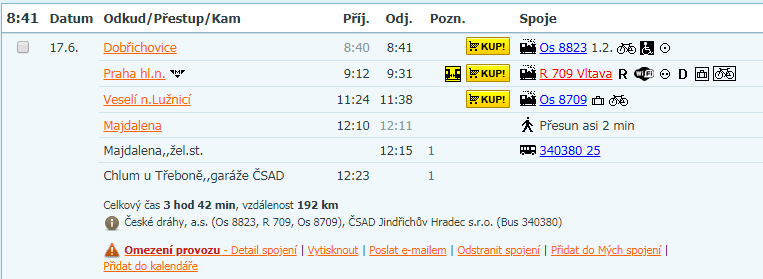 8:41 Datum Odkud/Přestup/Kam Příj. Odj. Pozn. Spoje
17.6. Dobřichovice 8:40 8:41 KUP! Os 8823 1.2.
Praha hl.n. 9:12 9:31 KUP! R 709 Vltava R WiFi D
Veselí n.Lužnicí 11:24 11:38 KUP! Os 8709
Majdalena 12:10 12:11 Přesun asi 2 min
Majdalena,,žel.st. 12:15 1 340380 25
Chlum u Třeboně,,garáže ČSAD 12:23 1
Celkový čas 3 hod 42 min, vzdálenost 192 km
České dráhy, a.s. (Os 8823, R 709, Os 8709), ČSAD Jindřichův Hradec s.r.o. (Bus 340380)
Omezení provozu - Detail spojení | Vytisknout | Poslat e-mailem | Odstranit spojení | Přidat do Mých spojení |
Přidat do kalendáře